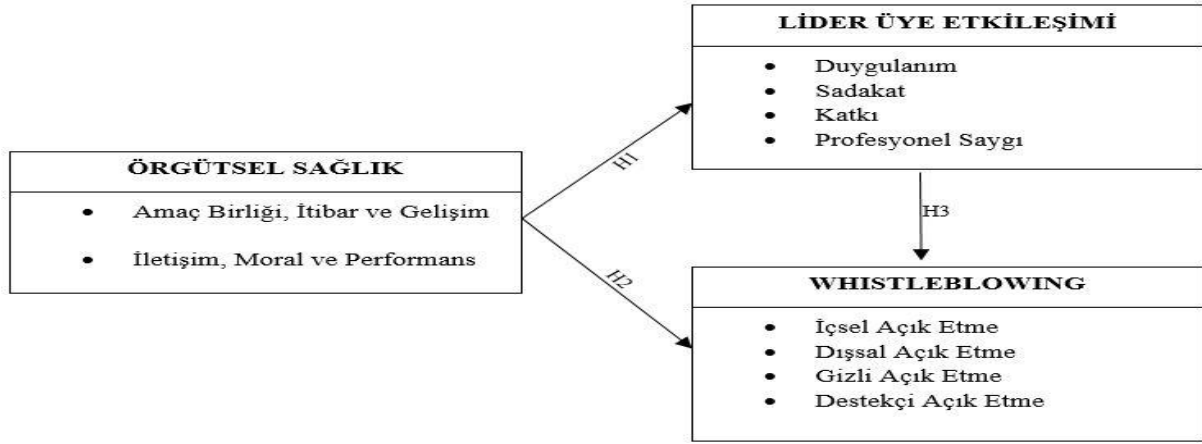 LİDER ÜYE ETKİLEŞİMİ
• Duygulanım
• Sadakat
• Katkı
• Profesyonel Saygı
ÖRGÜTSEL SAĞLIK
• Amaç Birliği, İtibar ve Gelişim
• İletişim, Moral ve Performans
H1
H2
H3
WHISTLEBLOWING
• İçsel Açık Etme
• Dışsal Açık Etme
• Gizli Açık Etme
• Destekçi Açık Etme